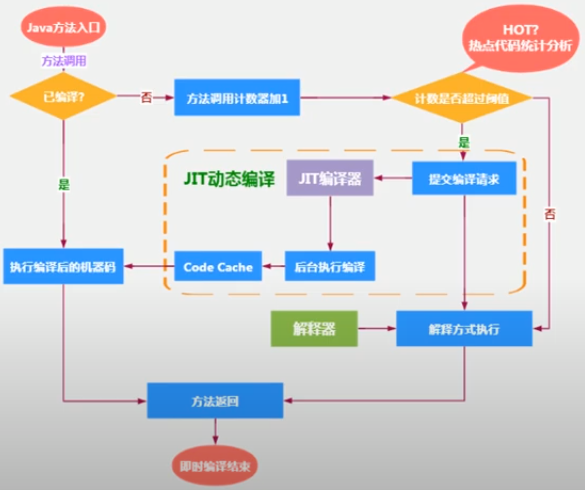 Java方法入口
HOT?
热点代码统计分析
方法调用
已编译?
否
方法调用计数器加1
计数是否超过阈值
是
是
否
JIT动态编译
JIT编译器
提交编译请求
执行编译后的机器码
Code Cache
后台执行编译
解释器
解释方式执行
方法返回
即时编译结束